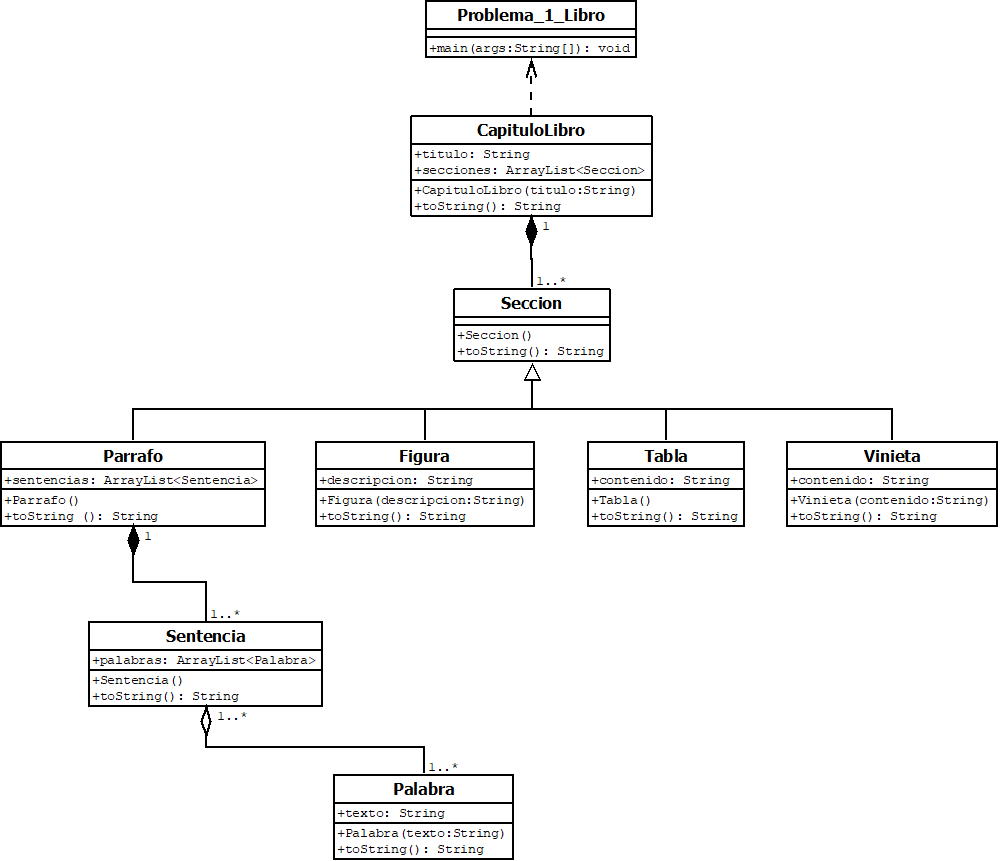 Problema_1_Libro
+main(args:String[]): void
CapituloLibro
+titulo: String
+secciones: ArrayList<Seccion>
+CapituloLibro(titulo:String)
+toString(): String
1
1..*
Seccion
+Seccion()
+toString(): String
Parrafo
+sentencias: ArrayList<Sentencia>
+Parrafo()
+toString (): String
Figura
+descripcion: String
+Figura(descripcion:String)
+toString(): String
Tabla
+contenido: String
+Tabla()
+toString(): String
Vinieta
+contenido: String
+Vinieta(contenido:String)
+toString(): String
1
1..*
Sentencia
+palabras: ArrayList<Palabra>
+Sentencia()
+toString(): String
1..*
1..*
Palabra
+texto: String
+Palabra(texto:String)
+toString(): String